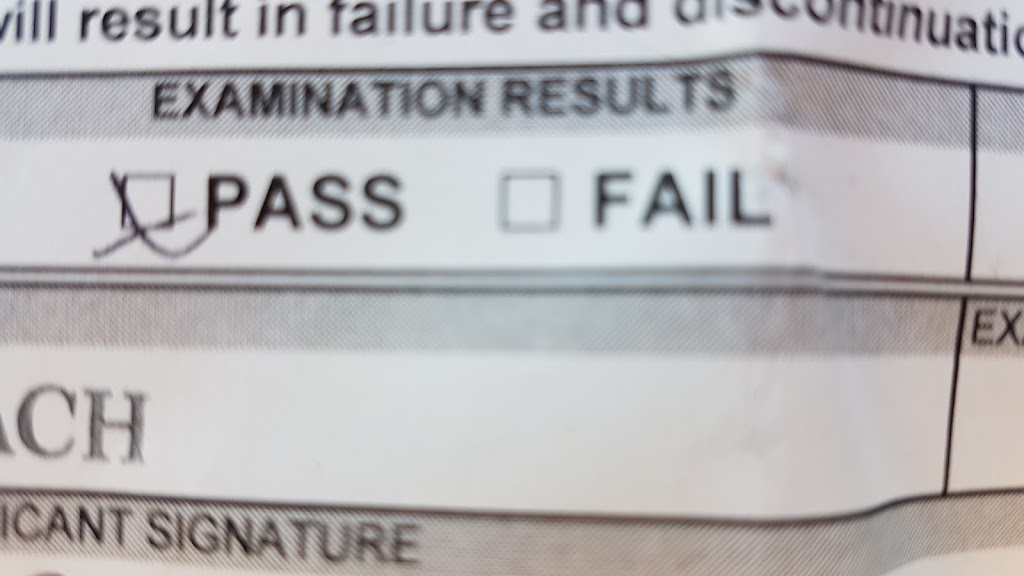 will result in failure and discontinuatio
EXAMINATION RESULTS
PASS FAIL
EX
ACH
ICANT SIGNATURE